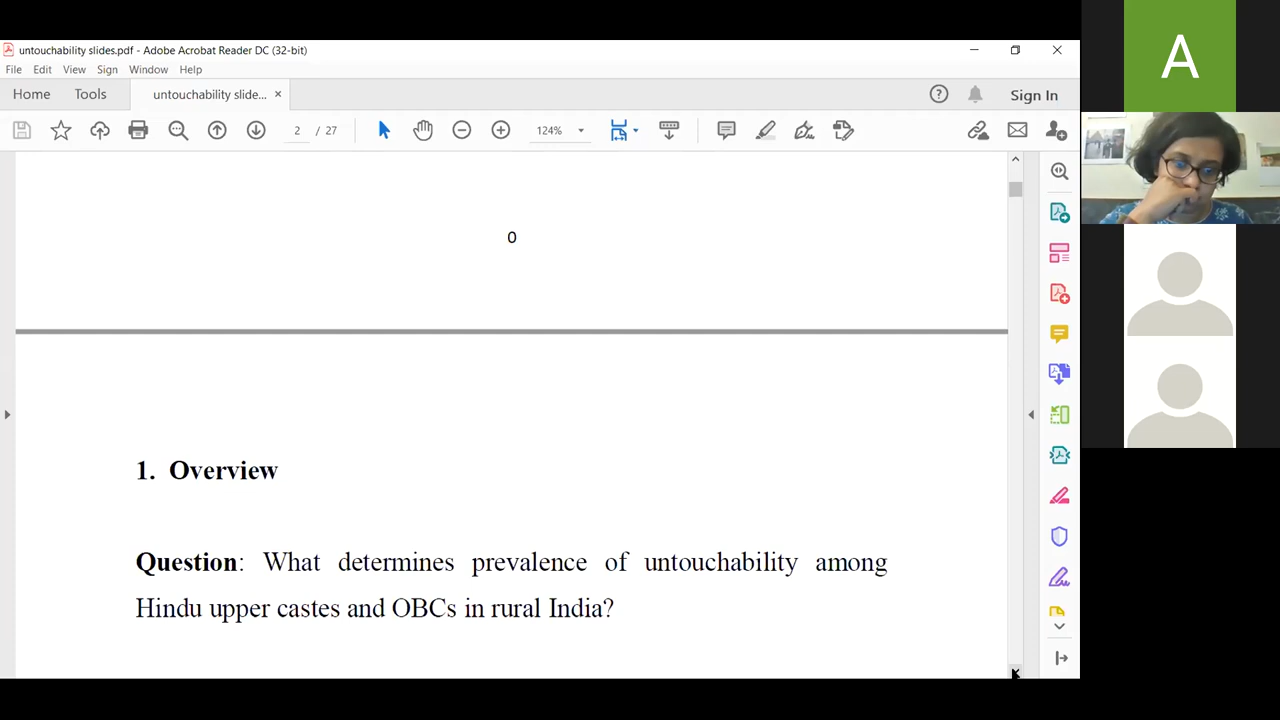 untouchability slides.pdf - Adobe Acrobat Reader DC (32-bit)
File Edit View Sign Window Help
Home Tools untouchability slide... × Sign In
2 / 27 124%
0
1. Overview
Question: What determines prevalence of untouchability among
Hindu upper castes and OBCs in rural India?
A